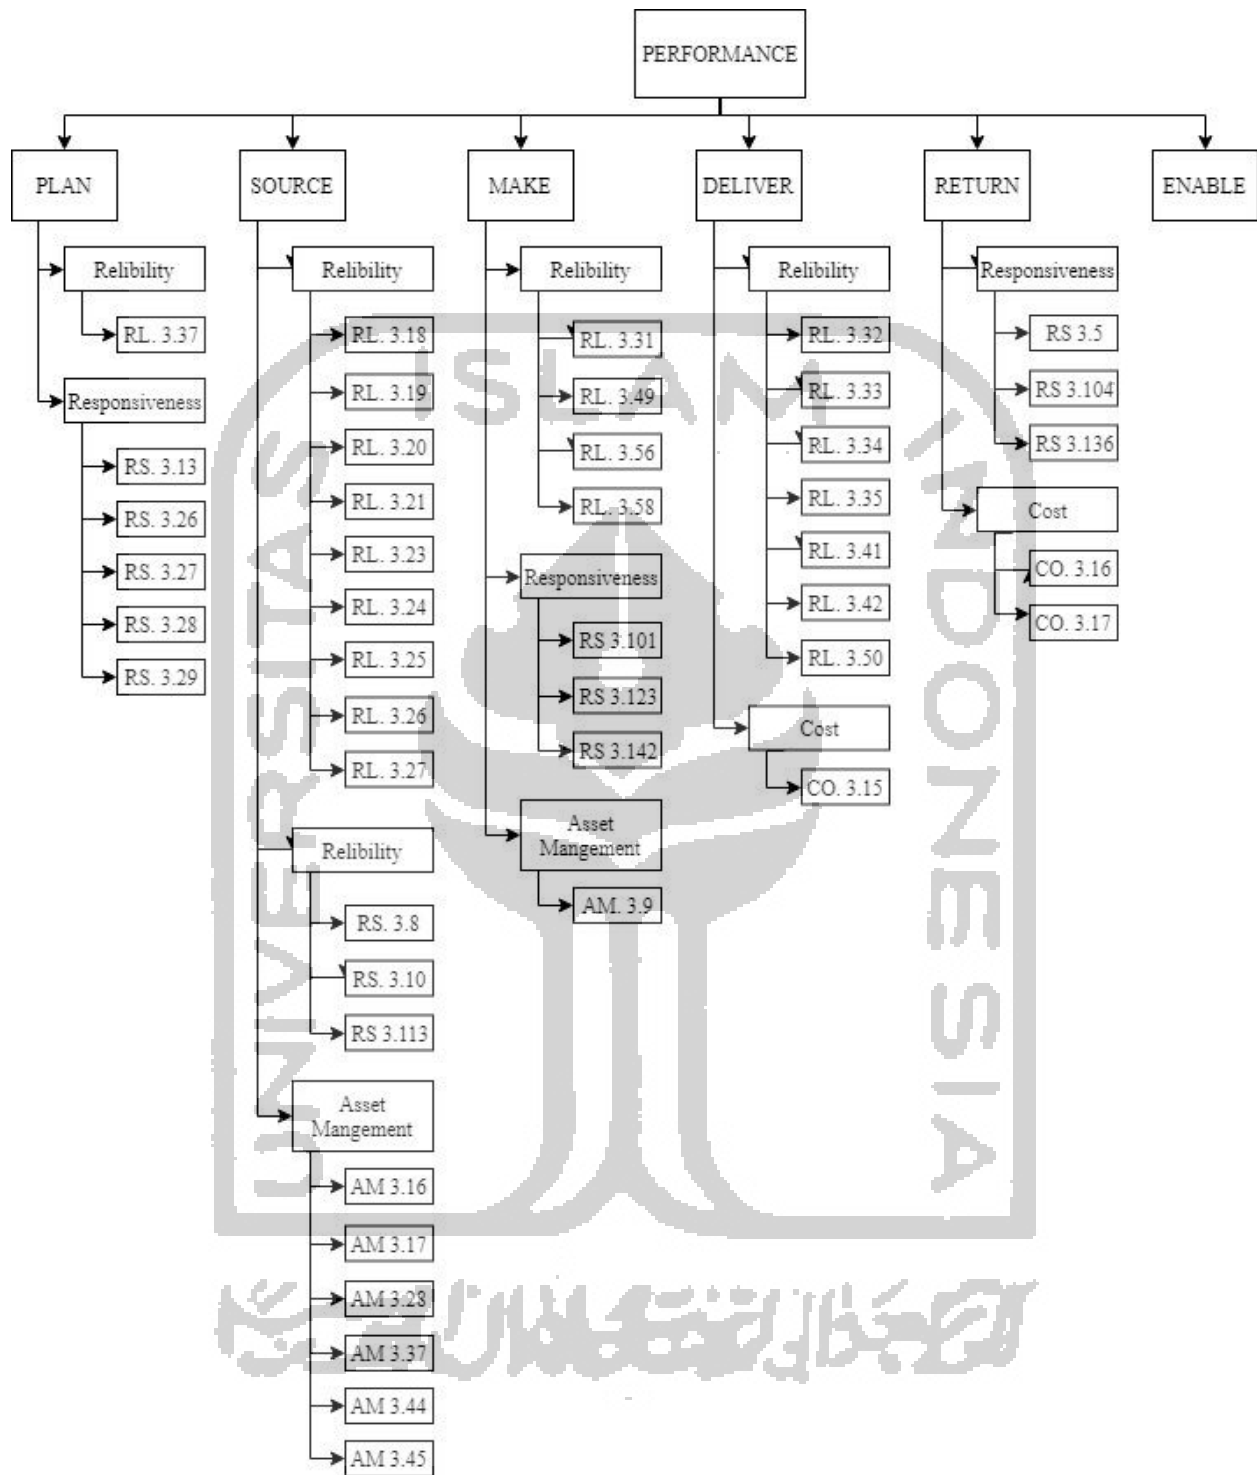 PERFORMANCE
PLAN
SOURCE
MAKE
DELIVER
RETURN
ENABLE
Relibility
RL. 3.37
Responsiveness
RS. 3.13
RS. 3.26
RS. 3.27
RS. 3.28
RS. 3.29
Relibility
RL. 3.18
RL. 3.19
RL. 3.20
RL. 3.21
RL. 3.23
RL. 3.24
RL. 3.25
RL. 3.26
RL. 3.27
Relibility
RS. 3.8
RS. 3.10
RS 3.113
Asset
Mangement
AM 3.16
AM 3.17
AM 3.28
AM 3.37
AM 3.44
AM 3.45
Relibility
RL. 3.31
RL. 3.49
RL. 3.56
RL. 3.58
Responsiveness
RS 3.101
RS 3.123
RS 3.142
Asset
Mangement
AM. 3.9
Relibility
RL. 3.32
RL. 3.33
RL. 3.34
RL. 3.35
RL. 3.41
RL. 3.42
RL. 3.50
Cost
CO. 3.15
Responsiveness
RS 3.5
RS 3.104
RS 3.136
Cost
CO. 3.16
CO. 3.17
UNIVERSITAS
ISLAM
INDONESIA